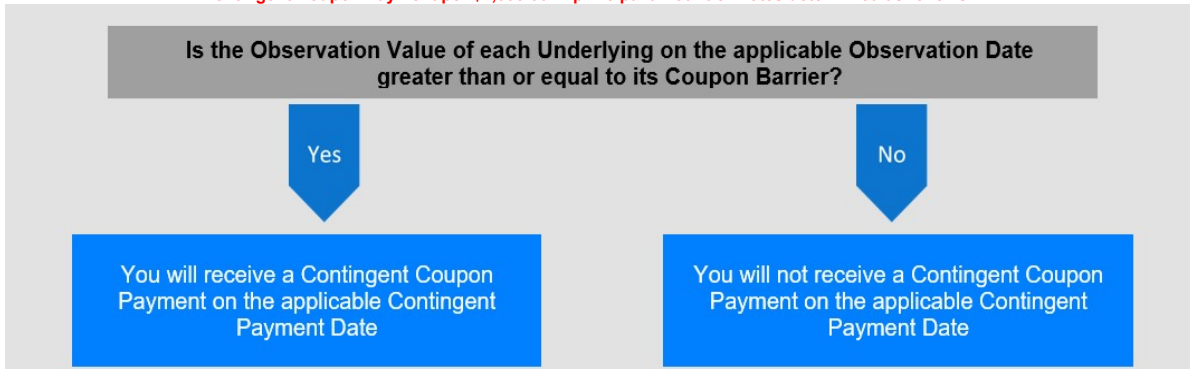 Is the Observation Value of each Underlying on the applicable Observation Date
greater than or equal to its Coupon Barrier?
Yes
No
You will receive a Contingent Coupon
Payment on the applicable Contingent
Payment Date
You will not receive a Contingent Coupon
Payment on the applicable Contingent
Payment Date